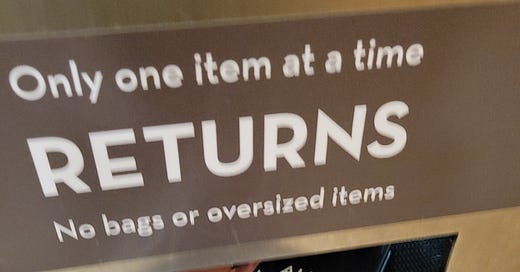 Only one item at a time
RETURNS
No bags or oversized items